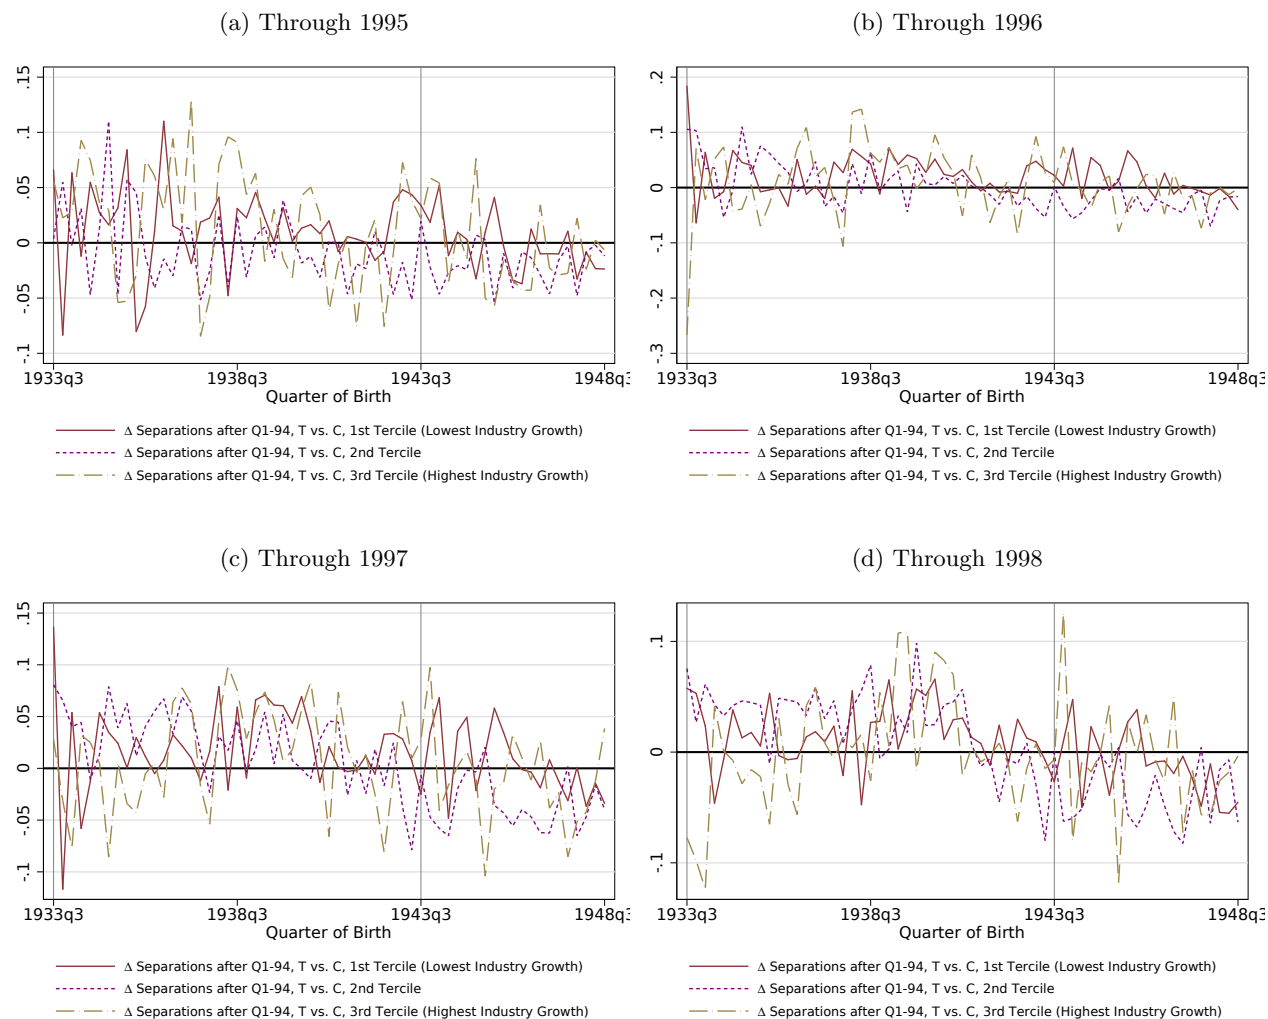 (a) Through 1995
.15
.1
.05
0
-.05
-.1
1933q3 1938q3 1943q3 1948q3
Quarter of Birth
Δ Separations after Q1-94, T vs. C, 1st Tercile (Lowest Industry Growth)
Δ Separations after Q1-94, T vs. C, 2nd Tercile
Δ Separations after Q1-94, T vs. C, 3rd Tercile (Highest Industry Growth)
(b) Through 1996
.2
.1
0
-.1
-.2
-.3
1933q3 1938q3 1943q3 1948q3
Quarter of Birth
Δ Separations after Q1-94, T vs. C, 1st Tercile (Lowest Industry Growth)
Δ Separations after Q1-94, T vs. C, 2nd Tercile
Δ Separations after Q1-94, T vs. C, 3rd Tercile (Highest Industry Growth)
(c) Through 1997
.15
.1
.05
0
-.05
-.1
1933q3 1938q3 1943q3 1948q3
Quarter of Birth
Δ Separations after Q1-94, T vs. C, 1st Tercile (Lowest Industry Growth)
Δ Separations after Q1-94, T vs. C, 2nd Tercile
Δ Separations after Q1-94, T vs. C, 3rd Tercile (Highest Industry Growth)
(d) Through 1998
.1
0
-.1
1933q3 1938q3 1943q3 1948q3
Quarter of Birth
Δ Separations after Q1-94, T vs. C, 1st Tercile (Lowest Industry Growth)
Δ Separations after Q1-94, T vs. C, 2nd Tercile
Δ Separations after Q1-94, T vs. C, 3rd Tercile (Highest Industry Growth)